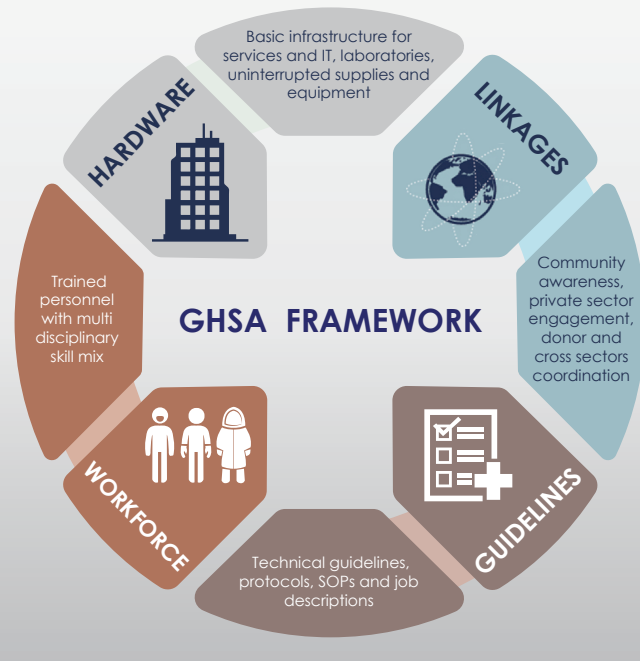 Basic infrastructure for
services and IT, laboratories,
uninterrupted supplies and
equipment
HARDWARE
LINKAGES
Trained
personnel
with multi
disciplinary
skill mix
GHSA FRAMEWORK
Community
awareness,
private sector
engagement,
donor and
cross sectors
coordination
WORKFORCE
GUIDELINES
Technical guidelines,
protocols, SOPs and job
descriptions